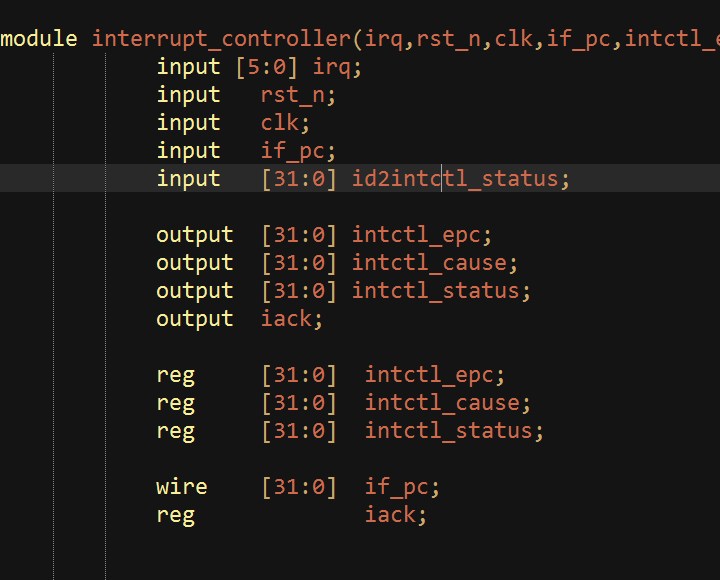 module interrupt_controller(irq,rst_n,clk,if_pc,intctl_e
input [5:0] irq;
input rst_n;
input clk;
input if_pc;
input [31:0] id2intctl_status;
output [31:0] intctl_epc;
output [31:0] intctl_cause;
output [31:0] intctl_status;
output iack;
reg [31:0] intctl_epc;
reg [31:0] intctl_cause;
reg [31:0] intctl_status;
wire [31:0] if_pc;
reg iack;